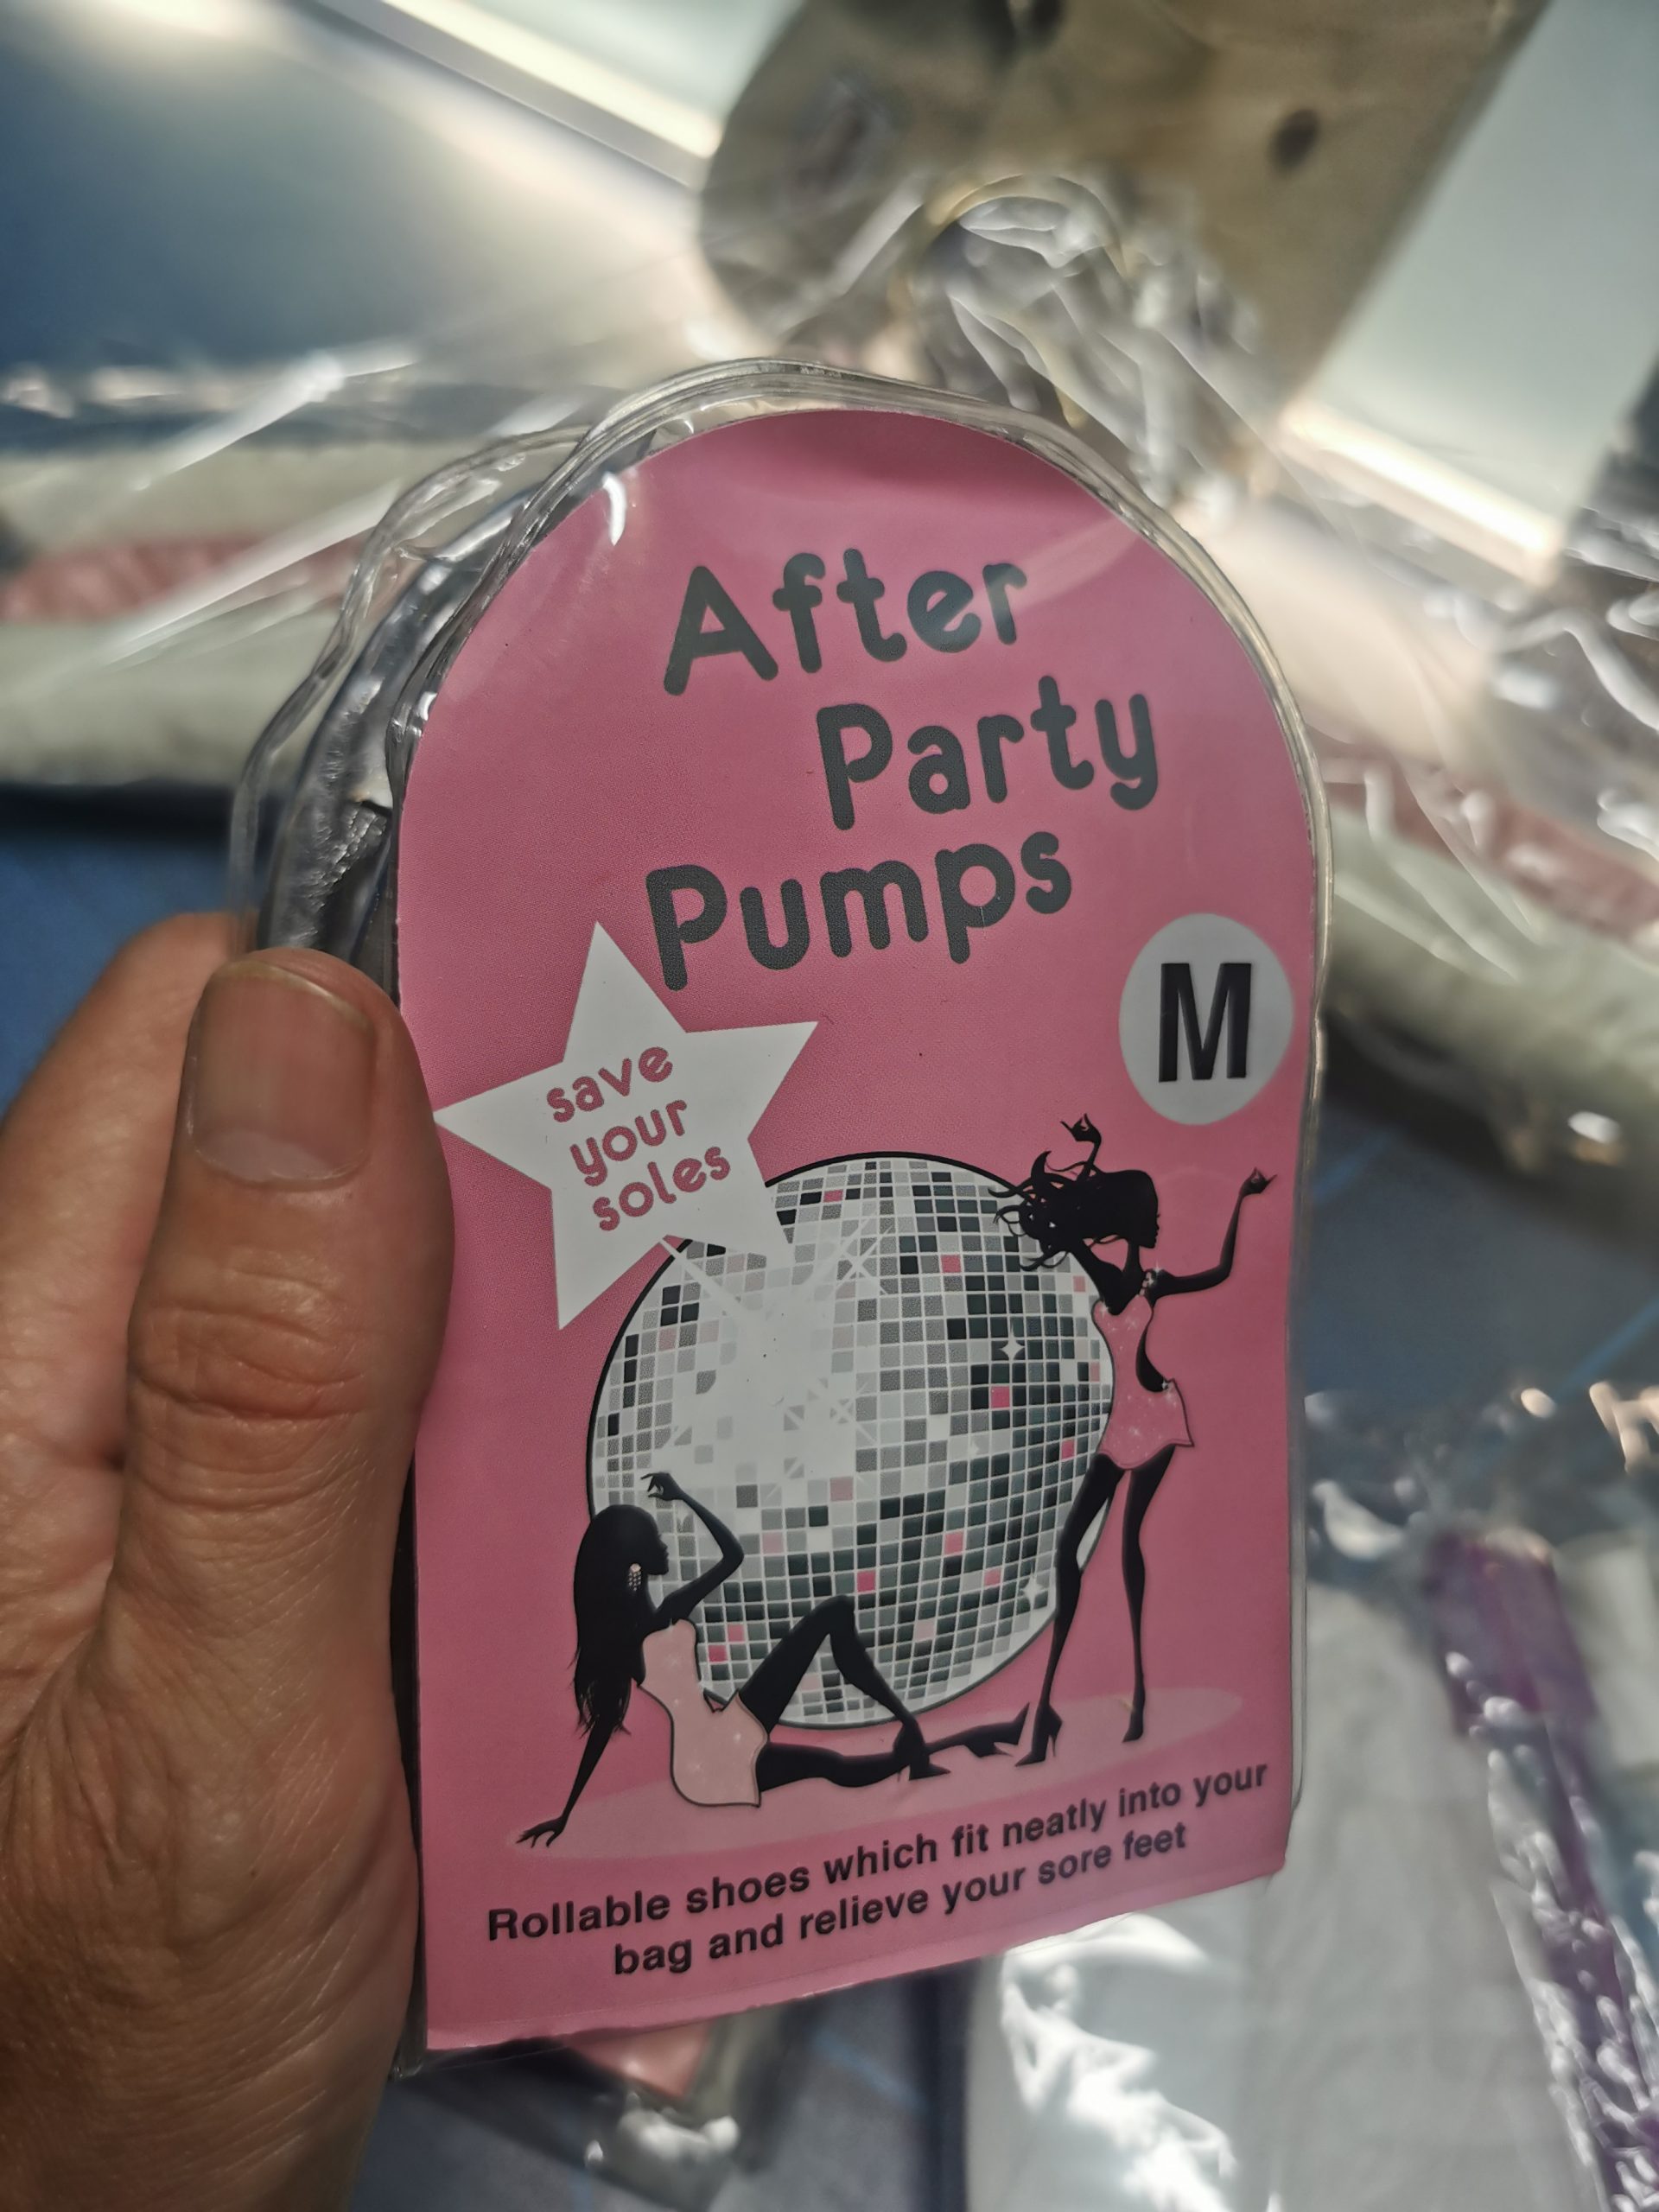 After
Party
Pumps
M
save
your
soles
Rollable shoes which fit neatly into your
bag and relieve your sore feet